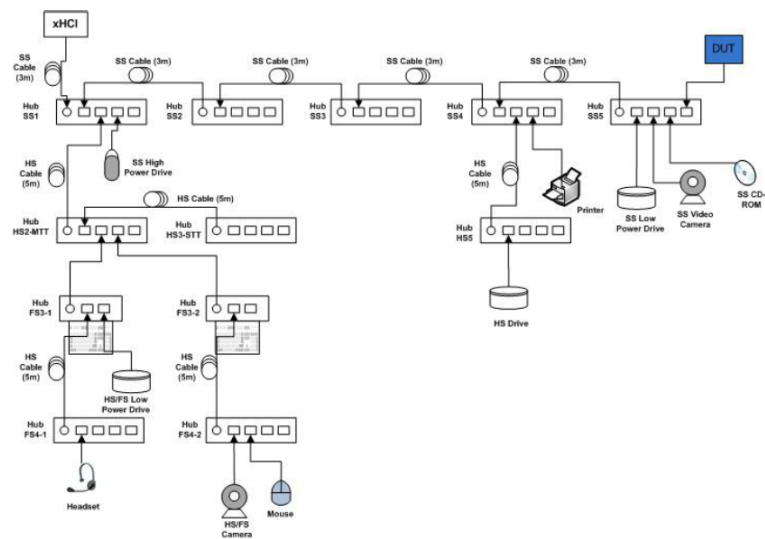 xHCI
SS
Cable
(3m)
SS Cable (3m)
SS Cable (3m)
SS Cable (3m)
SS Cable (3m)
DUT
Hub
SS1
Hub
SS2
Hub
SS3
Hub
SS4
Hub
SS5
HS
Cable
(5m)
SS High
Power Drive
HS Cable (5m)
HS
Cable
(5m)
Printer
SS Low
Power Drive
SS Video
Camera
SS CD-
ROM
Hub
HS2-MTT
Hub
HS3-STT
Hub
HS5
HS Drive
Hub
FS3-1
Hub
FS3-2
HS
Cable
(5m)
HS/FS Low
Power Drive
HS
Cable
(5m)
Hub
FS4-1
Hub
FS4-2
Headset
HS/FS
Camera
Mouse